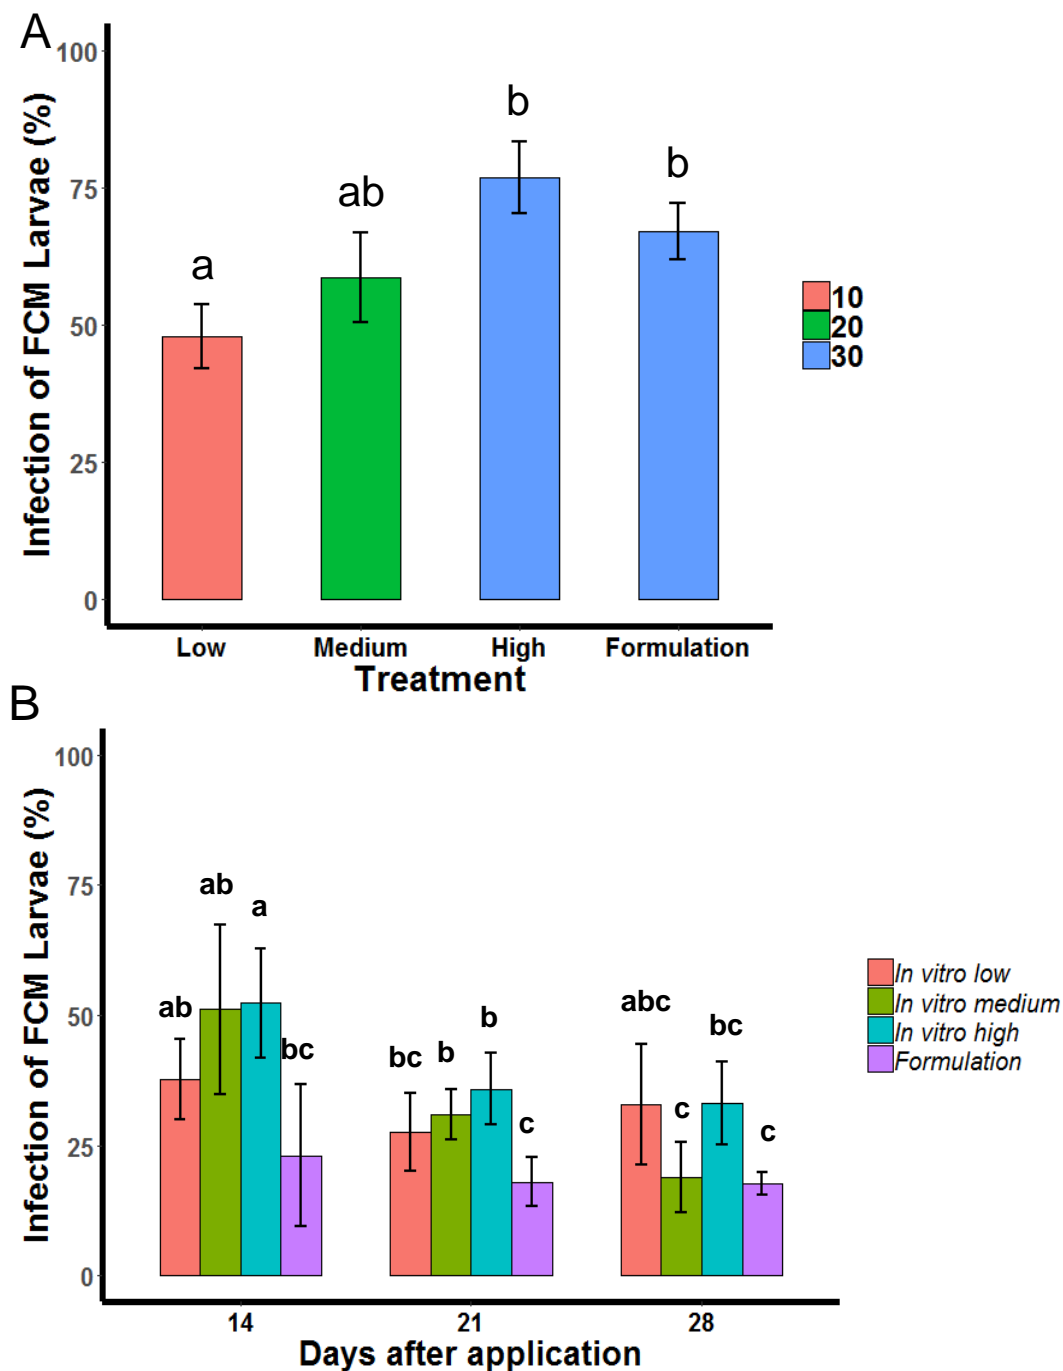 A
Infection of FCM Larvae (%)
100
75
50
25
0
a
ab
b
b
Low Medium High Formulation
Treatment
10
20
30
B
Infection of FCM Larvae (%)
100
75
50
25
0
ab
ab
a
bc
bc
b
b
c
abc
c
bc
c
14 21 28
Days after application
In vitro low
In vitro medium
In vitro high
Formulation